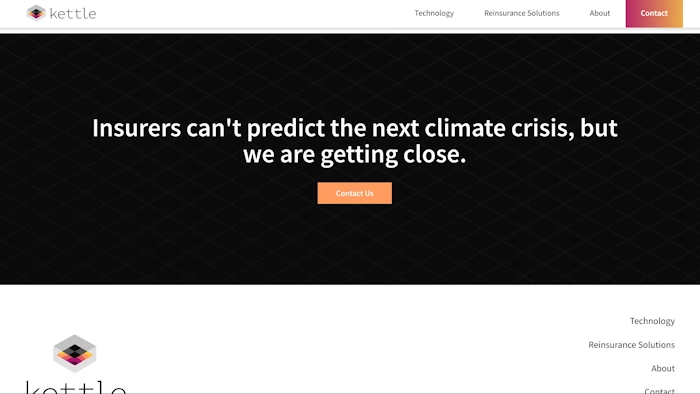 kettle
Technology
Reinsurance Solutions
About
Contact
Insurers can't predict the next climate crisis, but
we are getting close.
Contact Us
Technology
Reinsurance Solutions
About
kettle
Contact